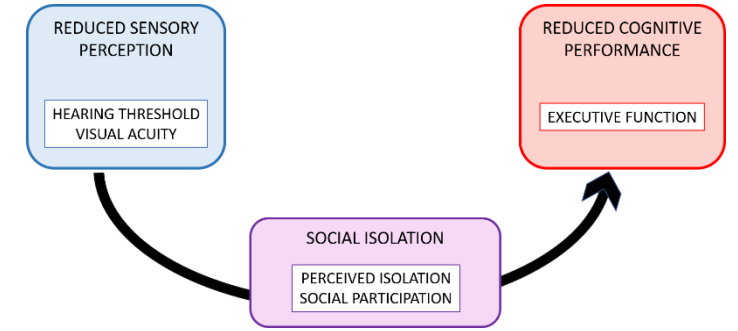 REDUCED SENSORY
PERCEPTION
HEARING THRESHOLD
VISUAL ACUITY
REDUCED COGNITIVE
PERFORMANCE
EXECUTIVE FUNCTION
SOCIAL ISOLATION
PERCEIVED ISOLATION
SOCIAL PARTICIPATION